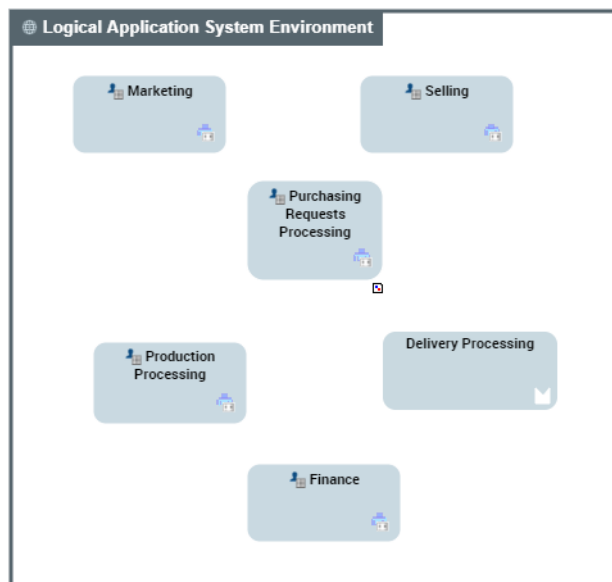 Logical Application System Environment
Marketing
Selling
Purchasing
Requests
Processing
Production
Processing
Delivery Processing
Finance